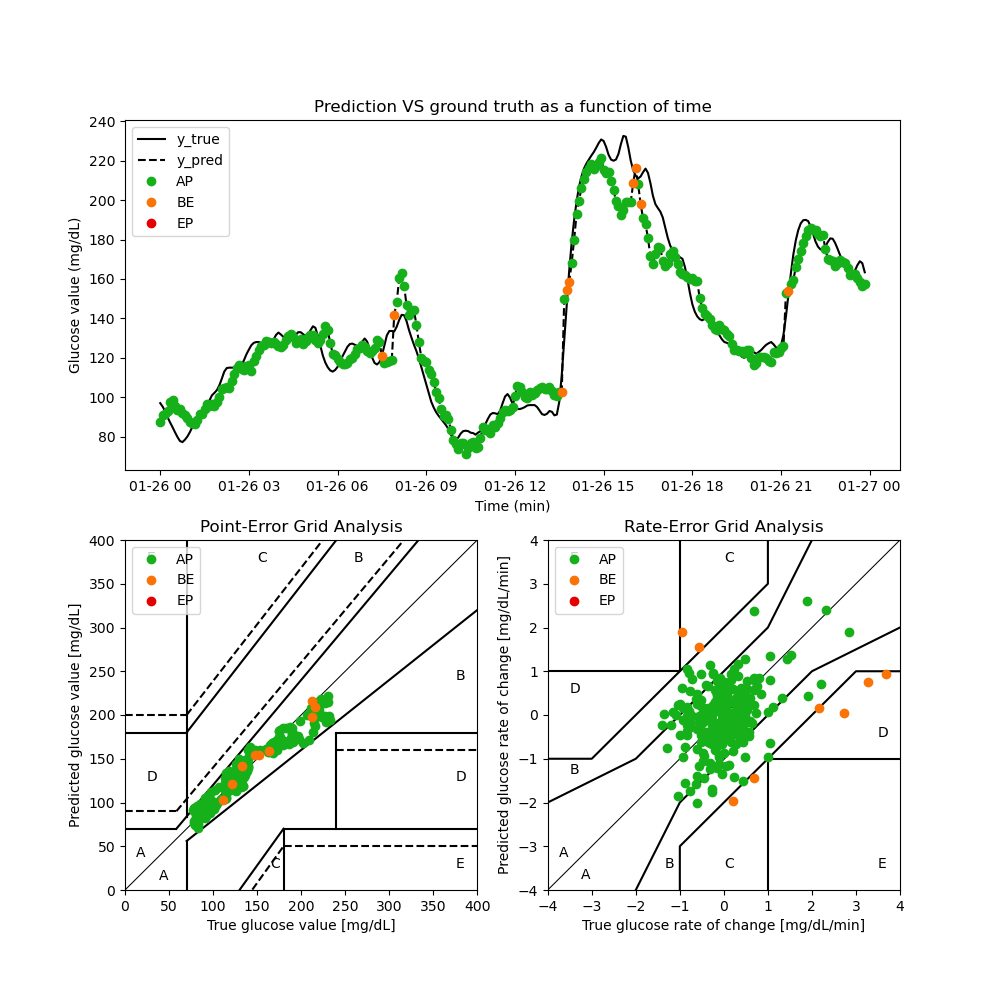 Prediction VS ground truth as a function of time
240
220
200
180
160
140
120
100
80
Glucose value (mg/dL)
y_true
y_pred
AP
BE
EP
01-26 00 01-26 03 01-26 06 01-26 09 01-26 12 01-26 15 01-26 18 01-26 21 01-27 00
Time (min)
Point-Error Grid Analysis
400
350
300
250
200
150
100
50
0
Predicted glucose value [mg/dL]
AP
BE
EP
C
B
B
D
D
A
A
C
E
0 50 100 150 200 250 300 350 400
True glucose value [mg/dL]
Rate-Error Grid Analysis
4
3
2
1
0
−1
−2
−3
−4
Predicted glucose rate of change [mg/dL/min]
AP
BE
EP
C
D
D
B
A
A
B
C
E
−4 −3 −2 −1 0 1 2 3 4
True glucose rate of change [mg/dL/min]